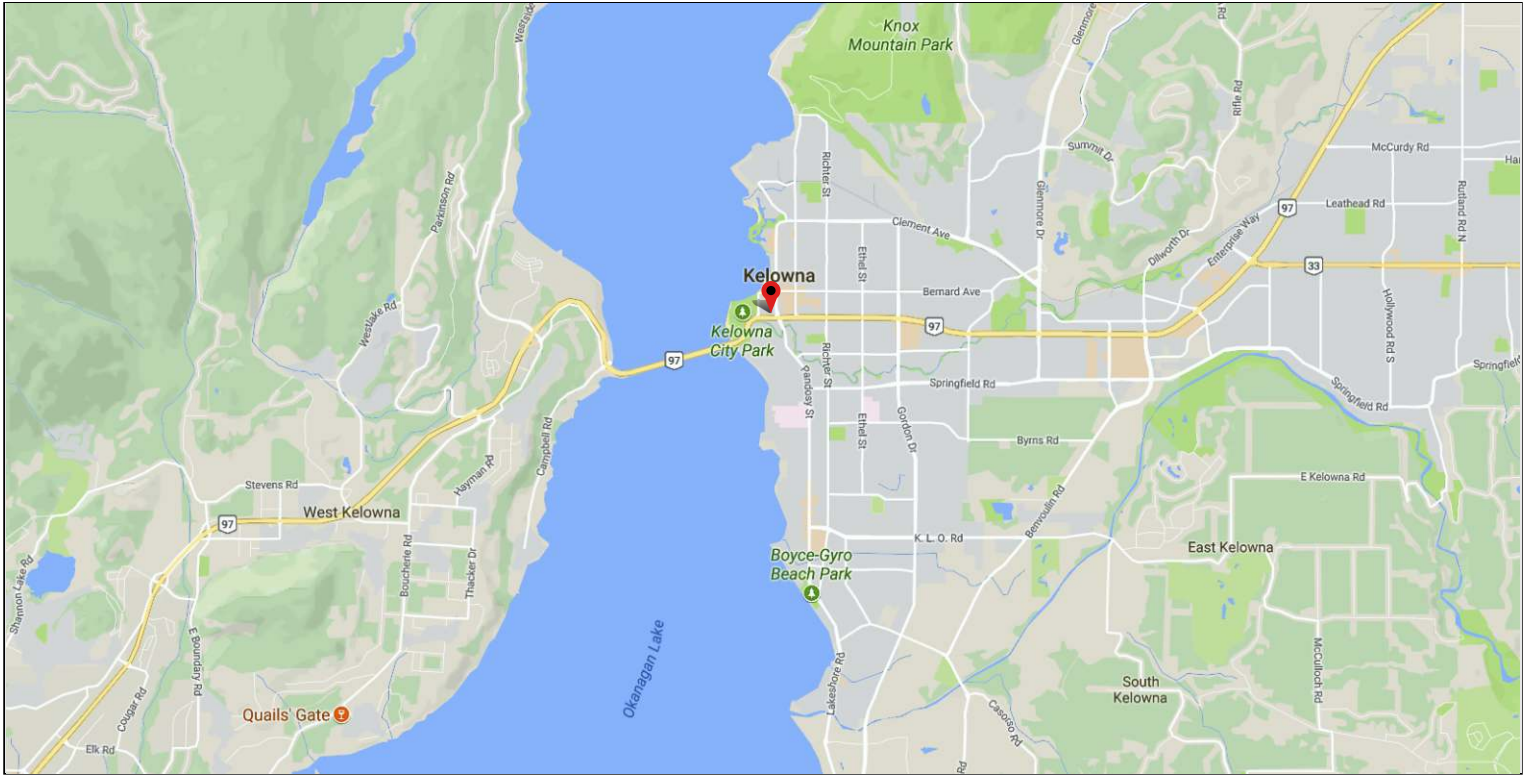 Westside
Knox
Mountain Park
Glenmore
Rifle Rd
McCurdy Rd
Summit Dr
Richter St
Parkinson Rd
Glenmore Dr
Rutland Rd N
Leathead Rd
97
Clement Ave
Dilworth Dr
Enterprise Way
Ethel St
33
Kelowna
Bernard Ave
Westlake Rd
Hollywood Rd S
97
Kelowna
City Park
97
Richter St
Pandosy St
Springfield Rd
Springfield
Springfield Rd
Gordon Dr
Ethel St
Byrns Rd
Campbell Rd
Hayman Rd
Stevens Rd
E Kelowna Rd
West Kelowna
97
Benvoulin Rd
K. L. O. Rd
East Kelowna
Boucherie Rd
Thacker Dr
Boyce-Gyro
Beach Park
Shannon Lake Rd
E Boundary Rd
Okanagan Lake
Lakeshore Rd
McCulloch Rd
South
Kelowna
Casorso Rd
Cougar Rd
Quails' Gate
Elk Rd
Rd